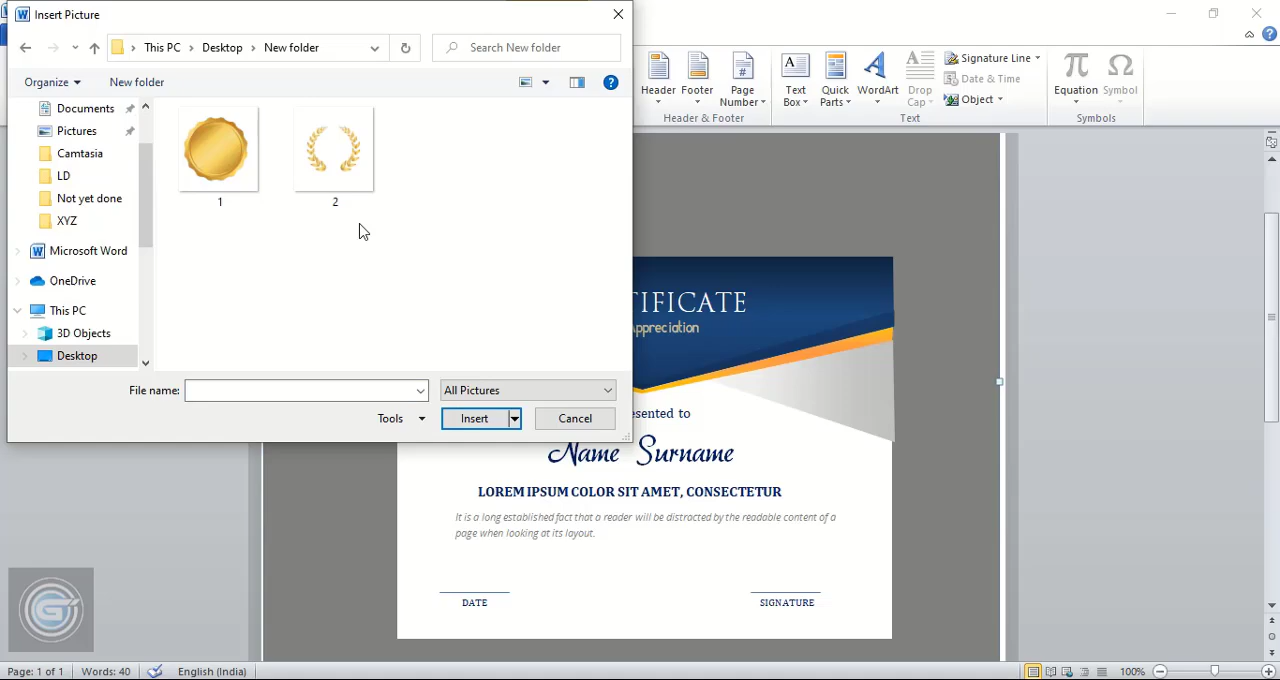 Insert Picture
This PC > Desktop > New folder
Search New folder
Organize
New folder
Documents
Pictures
Camtasia
LD
Not yet done
XYZ
Microsoft Word
OneDrive
This PC
3D Objects
Desktop
1
2
File name:
All Pictures
Tools
Insert
Cancel
Header
Footer
Page Number
Header & Footer
Text Box
Quick Parts
WordArt
Drop Cap
Signature Line
Date & Time
Object
Text
Equation
Symbol
Symbols
TIFICATE
Appreciation
esented to
Name Surname
LOREM IPSUM COLOR SIT AMET, CONSECTETUR
It is a long established fact that a reader will be distracted by the readable content of a
page when looking at its layout.
DATE
SIGNATURE
Page: 1 of 1
Words: 40
English (India)
100%